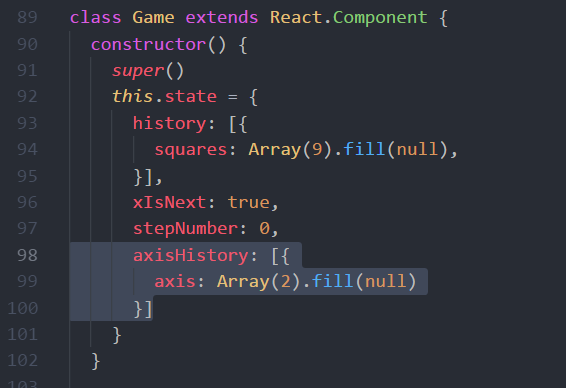 89 class Game extends React.Component {
90 constructor() {
91 super()
92 this.state = {
93 history: [{
94 squares: Array(9).fill(null),
95 }],
96 xIsNext: true,
97 stepNumber: 0,
98 axisHistory: [{
99 axis: Array(2).fill(null)
100 }]
101 }
102 }
103